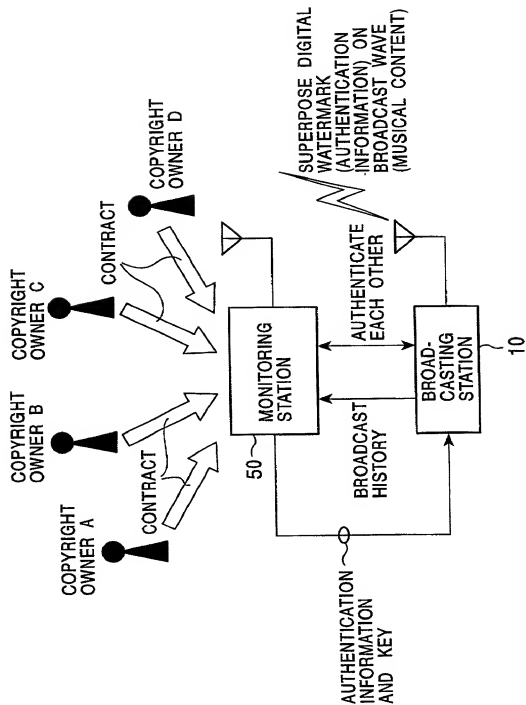 COPYRIGHT
OWNER A
COPYRIGHT
OWNER B
COPYRIGHT
OWNER C
COPYRIGHT
OWNER D
CONTRACT
CONTRACT
50
MONITORING
STATION
SUPERPOSE DIGITAL
WATERMARK
(AUTHENTICATION
INFORMATION) ON
BROADCAST WAVE
(MUSICAL CONTENT)
BROADCAST
HISTORY
AUTHENTICATE
EACH OTHER
AUTHENTICATION
INFORMATION
AND KEY
BROAD-
CASTING
STATION
10